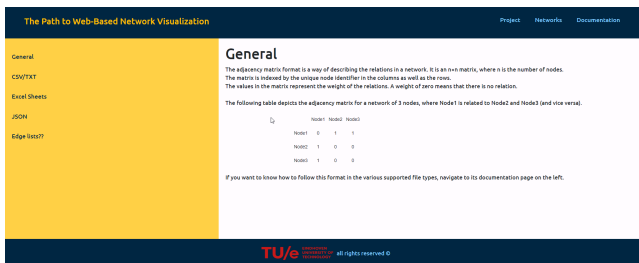 The Path to Web-Based Network Visualization
Project Networks Documentation
General
CSV/TXT
Excel Sheets
JSON
Edge lists??
General
The adjacency matrix format is a way of describing the relations in a network. It is an n×n matrix, where n is the number of nodes.
The matrix is indexed by the unique node identifier in the columns as well as the rows.
The values in the matrix represent the weight of the relations. A weight of zero means that there is no relation.
The following table depicts the adjacency matrix for a network of 3 nodes, where Node1 is related to Node2 and Node3 (and vice versa).
Node1 Node2 Node3
Node1 0 1 1
Node2 1 0 0
Node3 1 0 0
If you want to know how to follow this format in the various supported file types, navigate to its documentation page on the left.
TU/e EINDHOVEN UNIVERSITY OF TECHNOLOGY all rights reserved ©